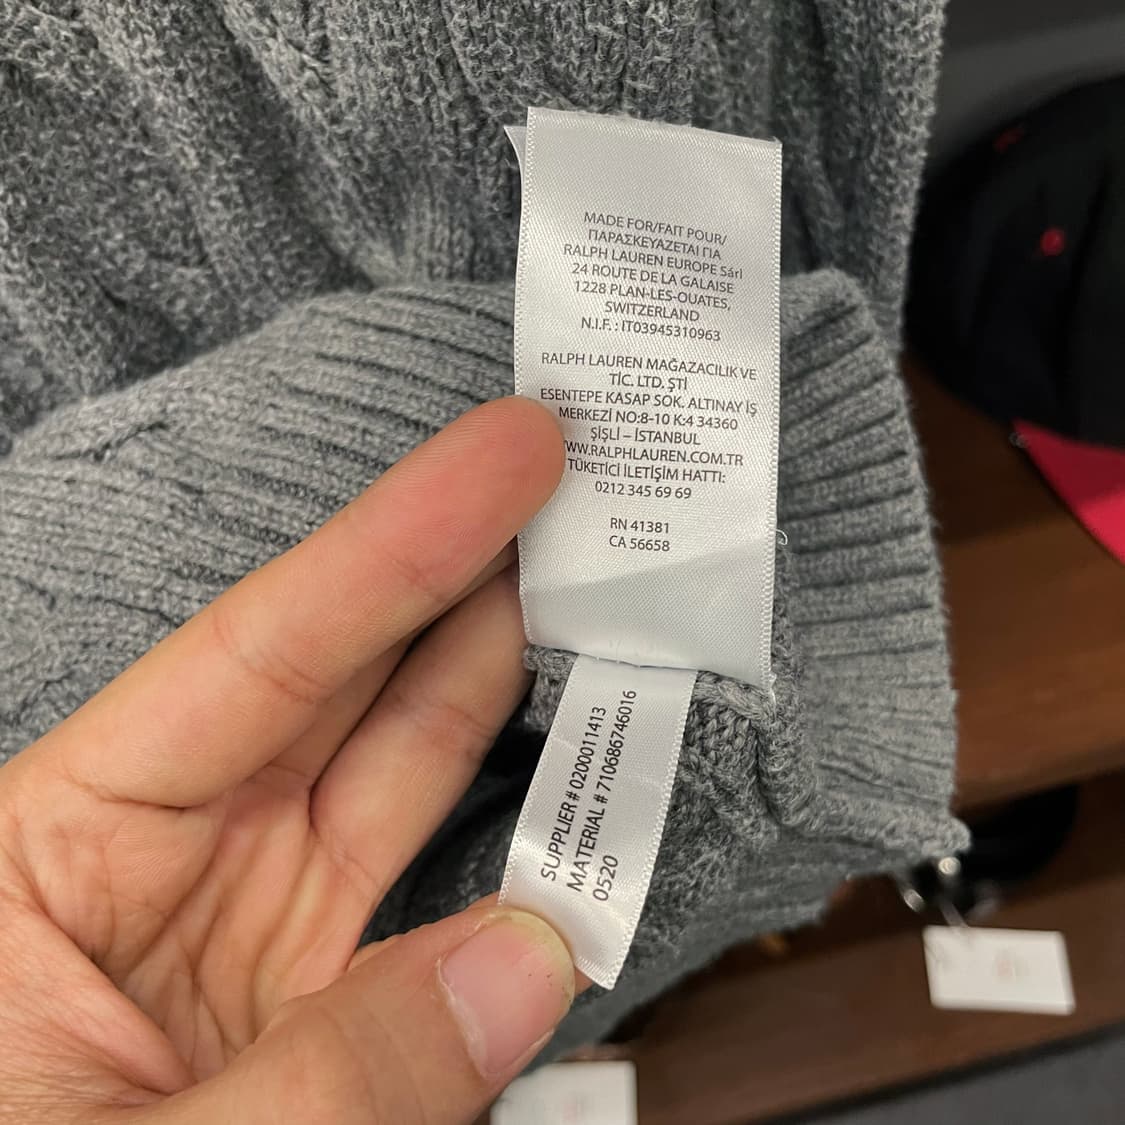 MADE FOR/FAIT POUR/
ΠΑΡΑΣΚΕΥΑΖΕΤΑΙ ΓΙΑ
RALPH LAUREN EUROPE Sárl
24 ROUTE DE LA GALAISE
1228 PLAN-LES-OUATES,
SWITZERLAND
N.I.F.: IT03945310963
RALPH LAUREN MAĞAZACILIK VE
TİC. LTD. ŞTİ
ESENTEPE KASAP SOK. ALTINAY İŞ
MERKEZİ NO:8-10 K:4 34360
ŞİŞLİ – İSTANBUL
WW.RALPHLAUREN.COM.TR
TÜKETİCİ İLETİŞİM HATTI:
0212 345 69 69
RN 41381
CA 56658
SUPPLIER # 0200011413
MATERIAL # 710686746016
0520